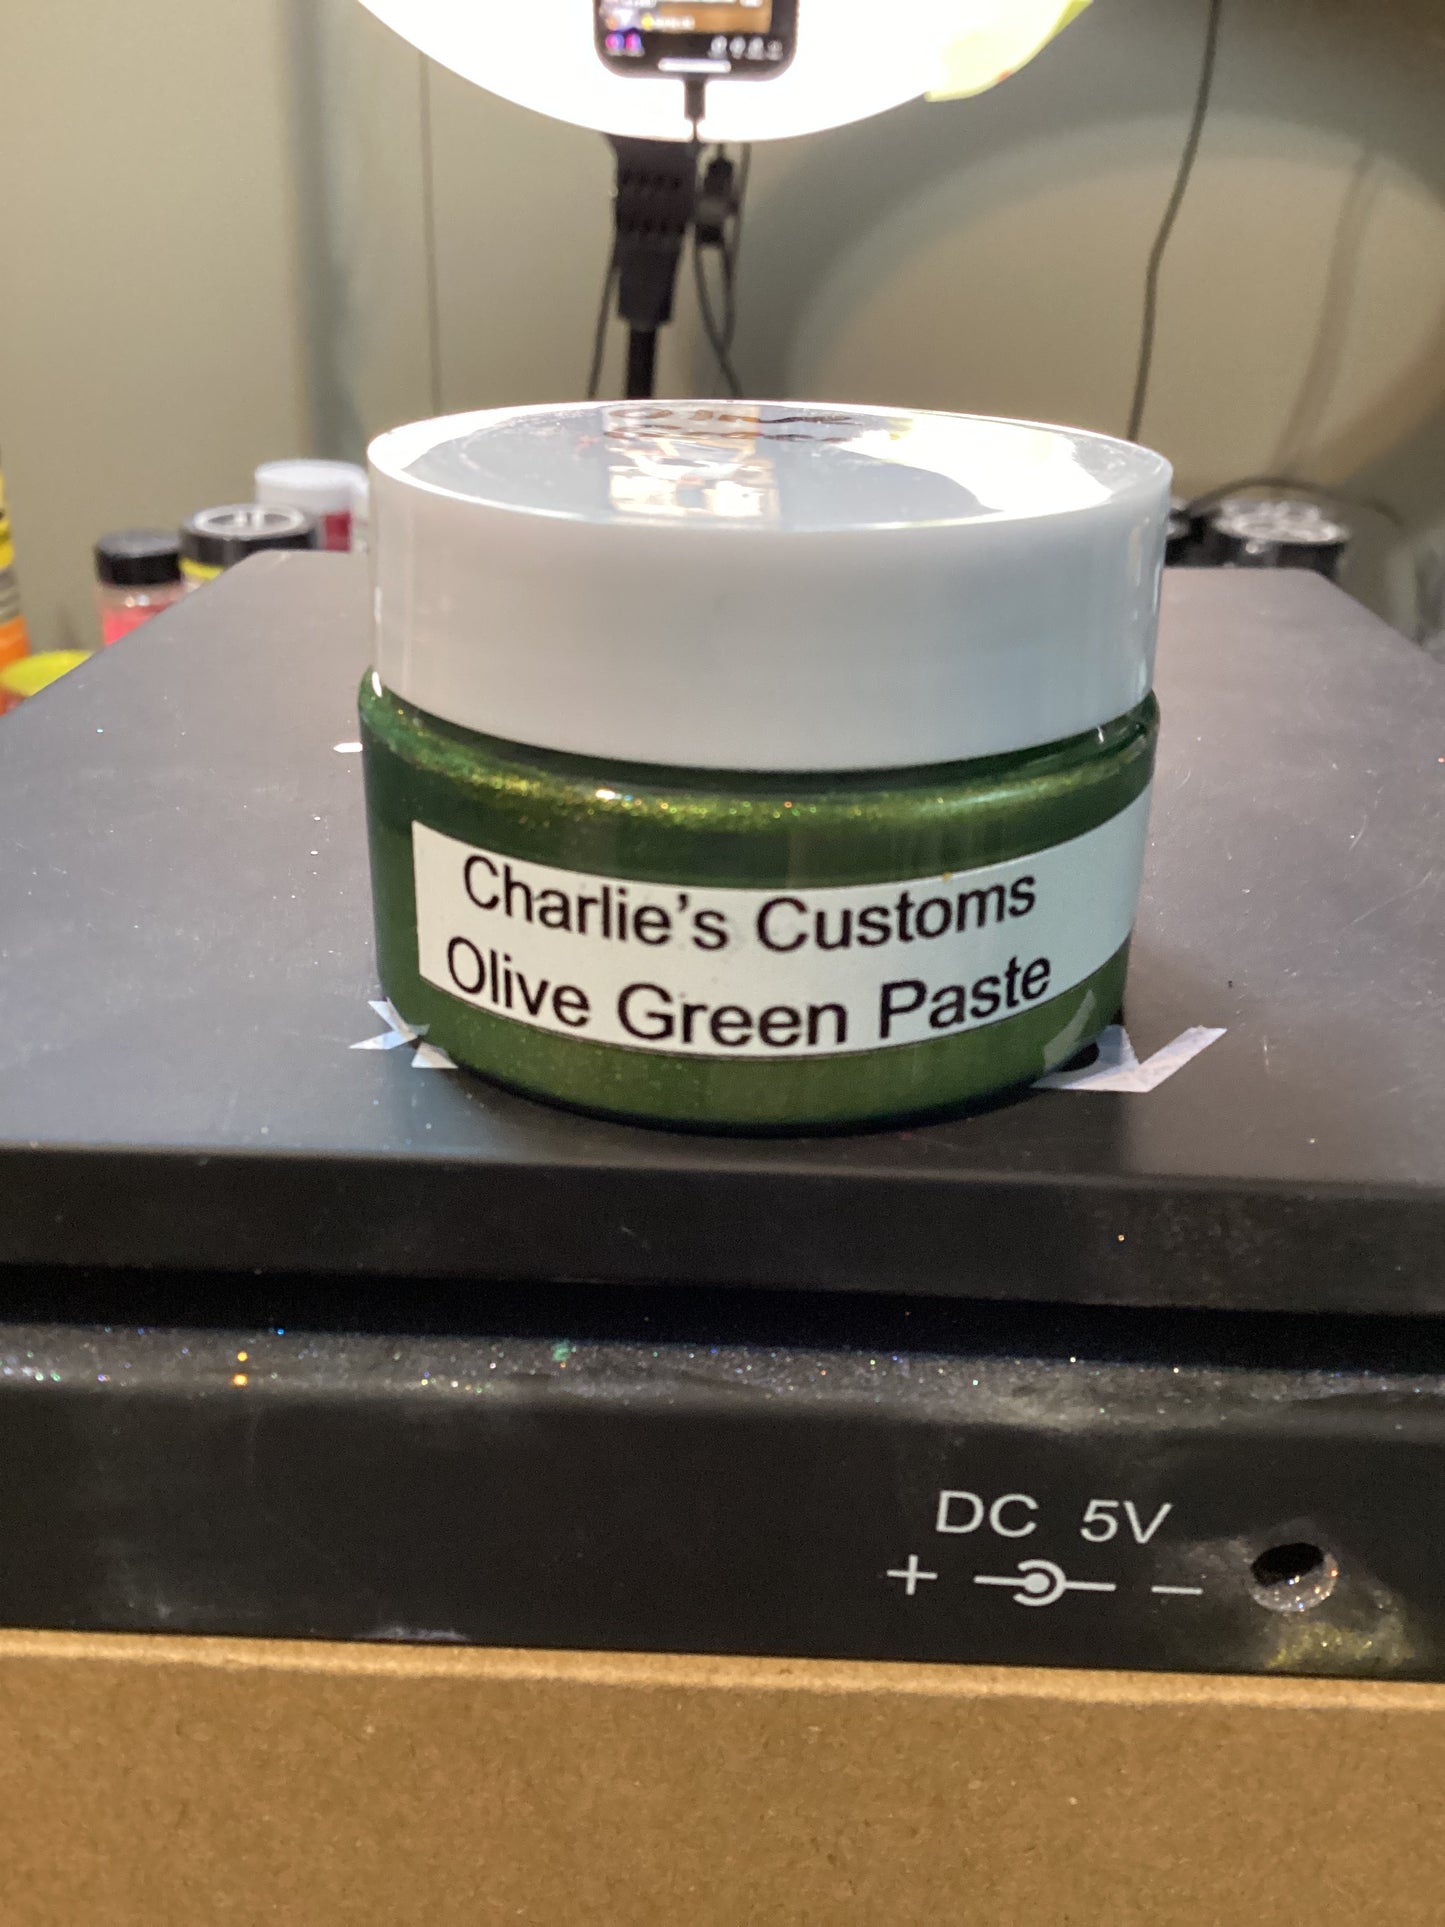 Charlie's Customs
Olive Green Paste
DC 5V
+ -